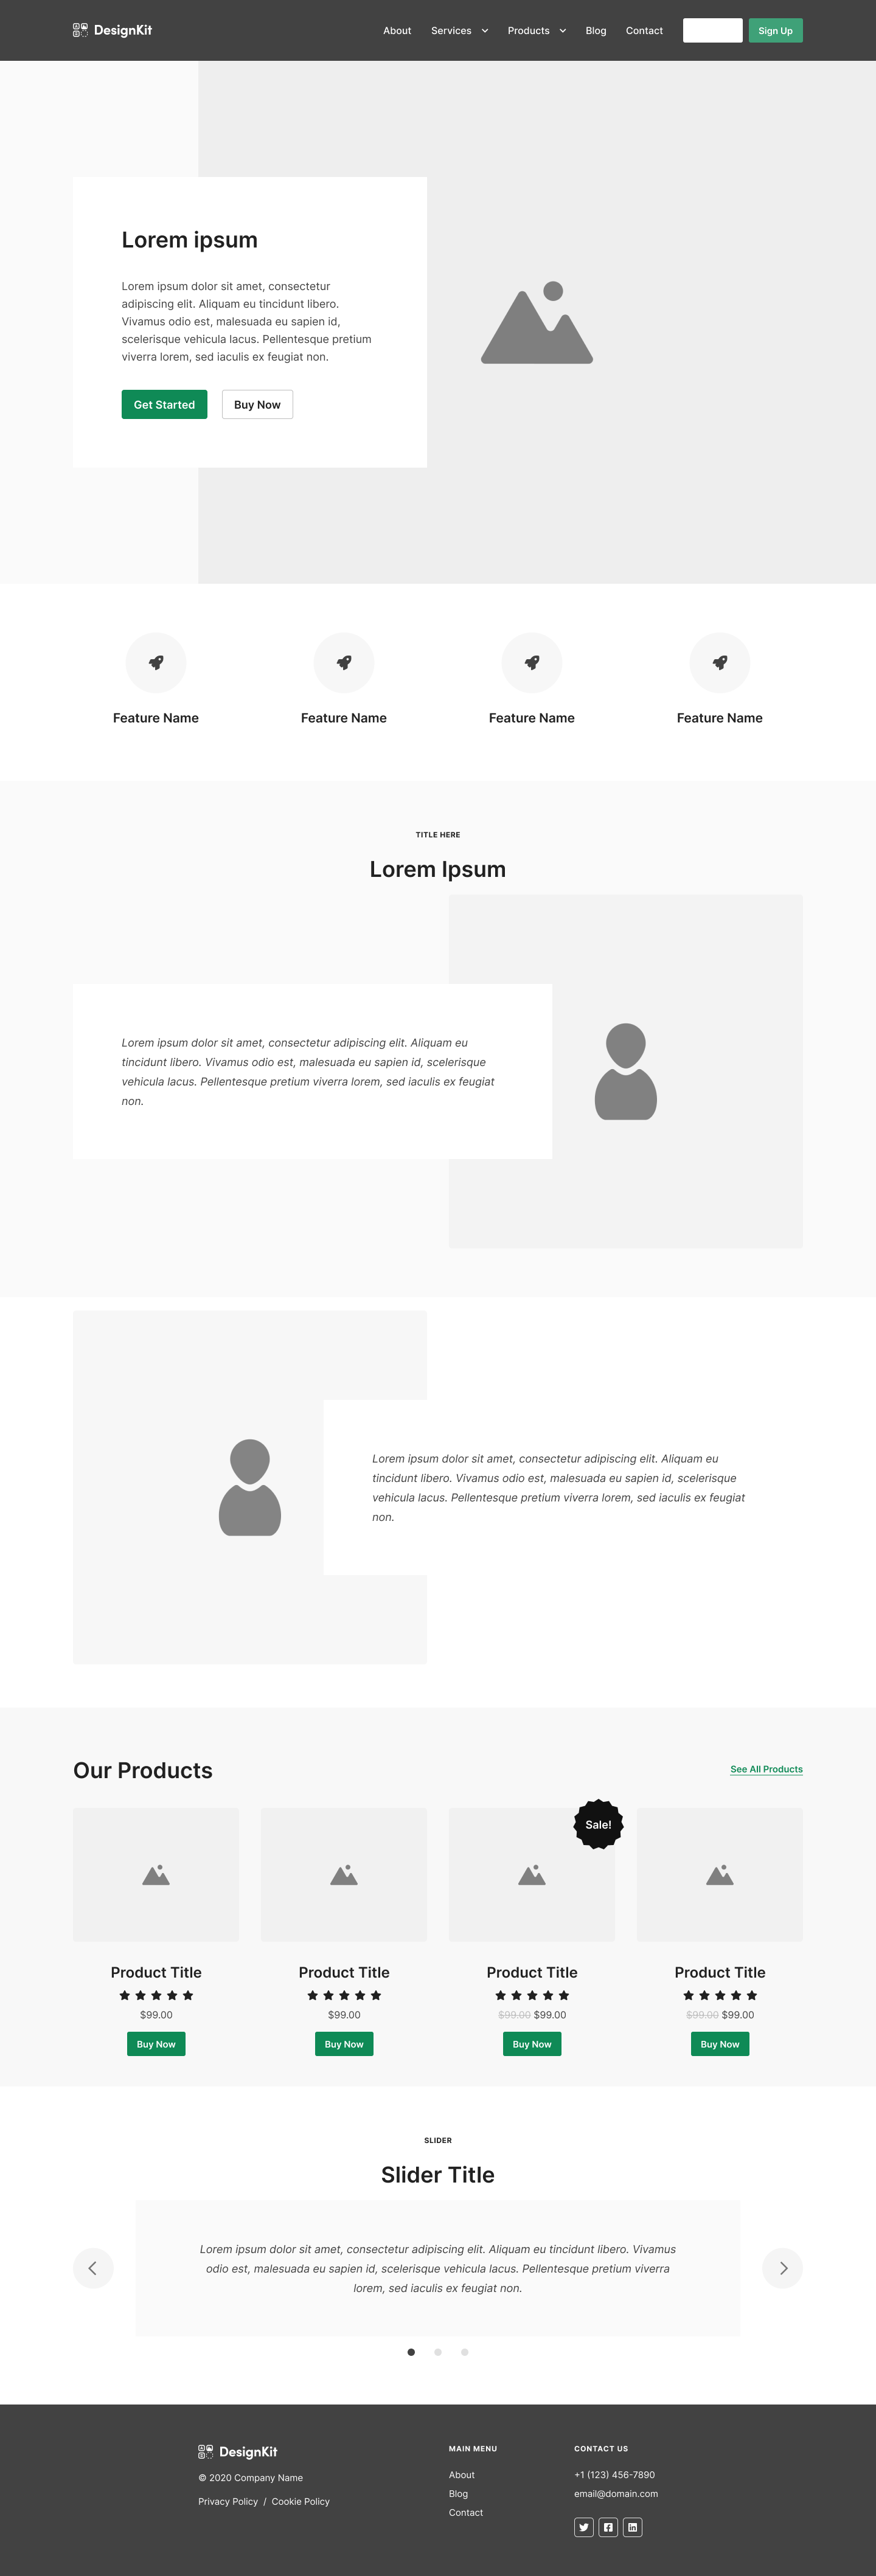 DesignKit
About Services Products Blog Contact Sign Up
Lorem ipsum
Lorem ipsum dolor sit amet, consectetur
adipiscing elit. Aliquam eu tincidunt libero.
Vivamus odio est, malesuada eu sapien id,
scelerisque vehicula lacus. Pellentesque pretium
viverra lorem, sed iaculis ex feugiat non.
Get Started Buy Now
Feature Name Feature Name Feature Name Feature Name
TITLE HERE
Lorem Ipsum
Lorem ipsum dolor sit amet, consectetur adipiscing elit. Aliquam eu
tincidunt libero. Vivamus odio est, malesuada eu sapien id, scelerisque
vehicula lacus. Pellentesque pretium viverra lorem, sed iaculis ex feugiat
non.
Lorem ipsum dolor sit amet, consectetur adipiscing elit. Aliquam eu
tincidunt libero. Vivamus odio est, malesuada eu sapien id, scelerisque
vehicula lacus. Pellentesque pretium viverra lorem, sed iaculis ex feugiat
non.
Our Products
See All Products
Sale!
Product Title Product Title Product Title Product Title
$99.00 $99.00 $99.00 $99.00 $99.00 $99.00
Buy Now Buy Now Buy Now Buy Now
SLIDER
Slider Title
Lorem ipsum dolor sit amet, consectetur adipiscing elit. Aliquam eu tincidunt libero. Vivamus
odio est, malesuada eu sapien id, scelerisque vehicula lacus. Pellentesque pretium viverra
lorem, sed iaculis ex feugiat non.
DesignKit
© 2020 Company Name
Privacy Policy / Cookie Policy
MAIN MENU
About
Blog
Contact
CONTACT US
+1 (123) 456-7890
email@domain.com